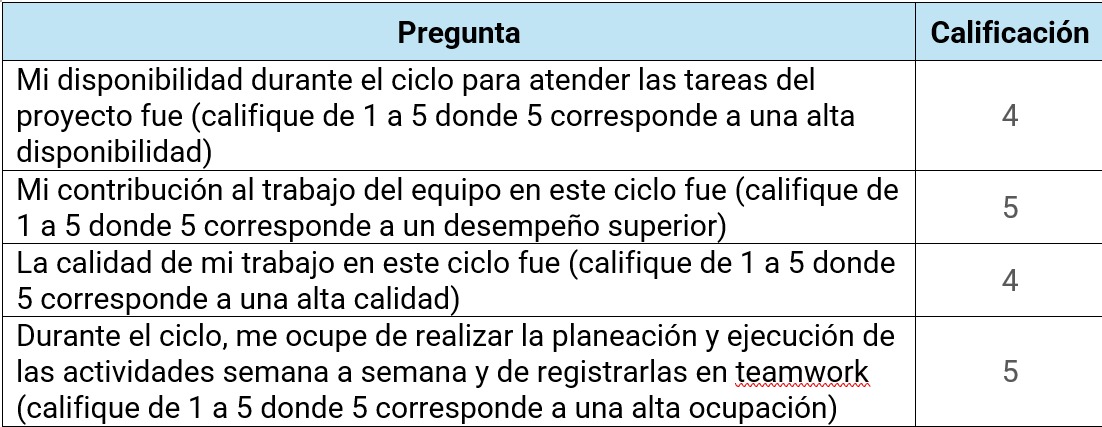 Pregunta Calificación
Mi disponibilidad durante el ciclo para atender las tareas del
proyecto fue (califique de 1 a 5 donde 5 corresponde a una alta
disponibilidad)
4
Mi contribución al trabajo del equipo en este ciclo fue (califique de
1 a 5 donde 5 corresponde a un desempeño superior)
5
La calidad de mi trabajo en este ciclo fue (califique de 1 a 5 donde
5 corresponde a una alta calidad)
4
Durante el ciclo, me ocupe de realizar la planeación y ejecución de
las actividades semana a semana y de registrarlas en teamwork
(califique de 1 a 5 donde 5 corresponde a una alta ocupación)
5